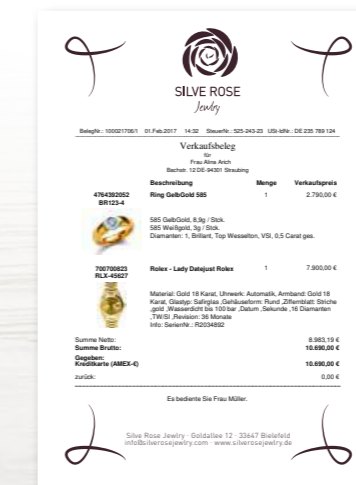 SILVE ROSE
Jewlry
BelegNr.: 100021706/1 01.Feb.2017 14:52 SteuerNr.: 525-243-23 USt-IdNr.: DE 235 789 124
Verkaufsbeleg
für
Frau Alina Arich
Bachstr. 12 DE-94301 Straubing
Beschreibung Menge Verkaufspreis
4764392052 Ring GelbGold 585 1 2.790,00 €
BR123-4
585 GelbGold, 8,9g / Stck.
585 Weißgold, 3g / Stck.
Diamanten: 1, Brillant, Top Wesselton, VSI, 0,5 Carat ges.
700700823 Rolex - Lady Datejust Rolex 1 7.900,00 €
RLX-45627
Material: Gold 18 Karat, Uhrwerk: Automatik, Armband: Gold 18
Karat, Glastyp: Safirglas ,Gehäuseform: Rund ,Ziffernblatt: Striche
,gold ,Wasserdicht bis 100 bar ,Datum ,Sekunde ,16 Diamanten
,TW/SI ,Revision: 36 Monate
Info: SerienNr.: R2034892
Summe Netto: 8.983,19 €
Summe Brutto: 10.690,00 €
Gegeben:
Kreditkarte (AMEX-€) 10.690,00 €
zurück: 0,00 €
Es bediente Sie Frau Müller.
Silve Rose Jewlry · Goldallee 12 · 33647 Bielefeld
info@silverosejewlry.com · www.silverosejewlry.de